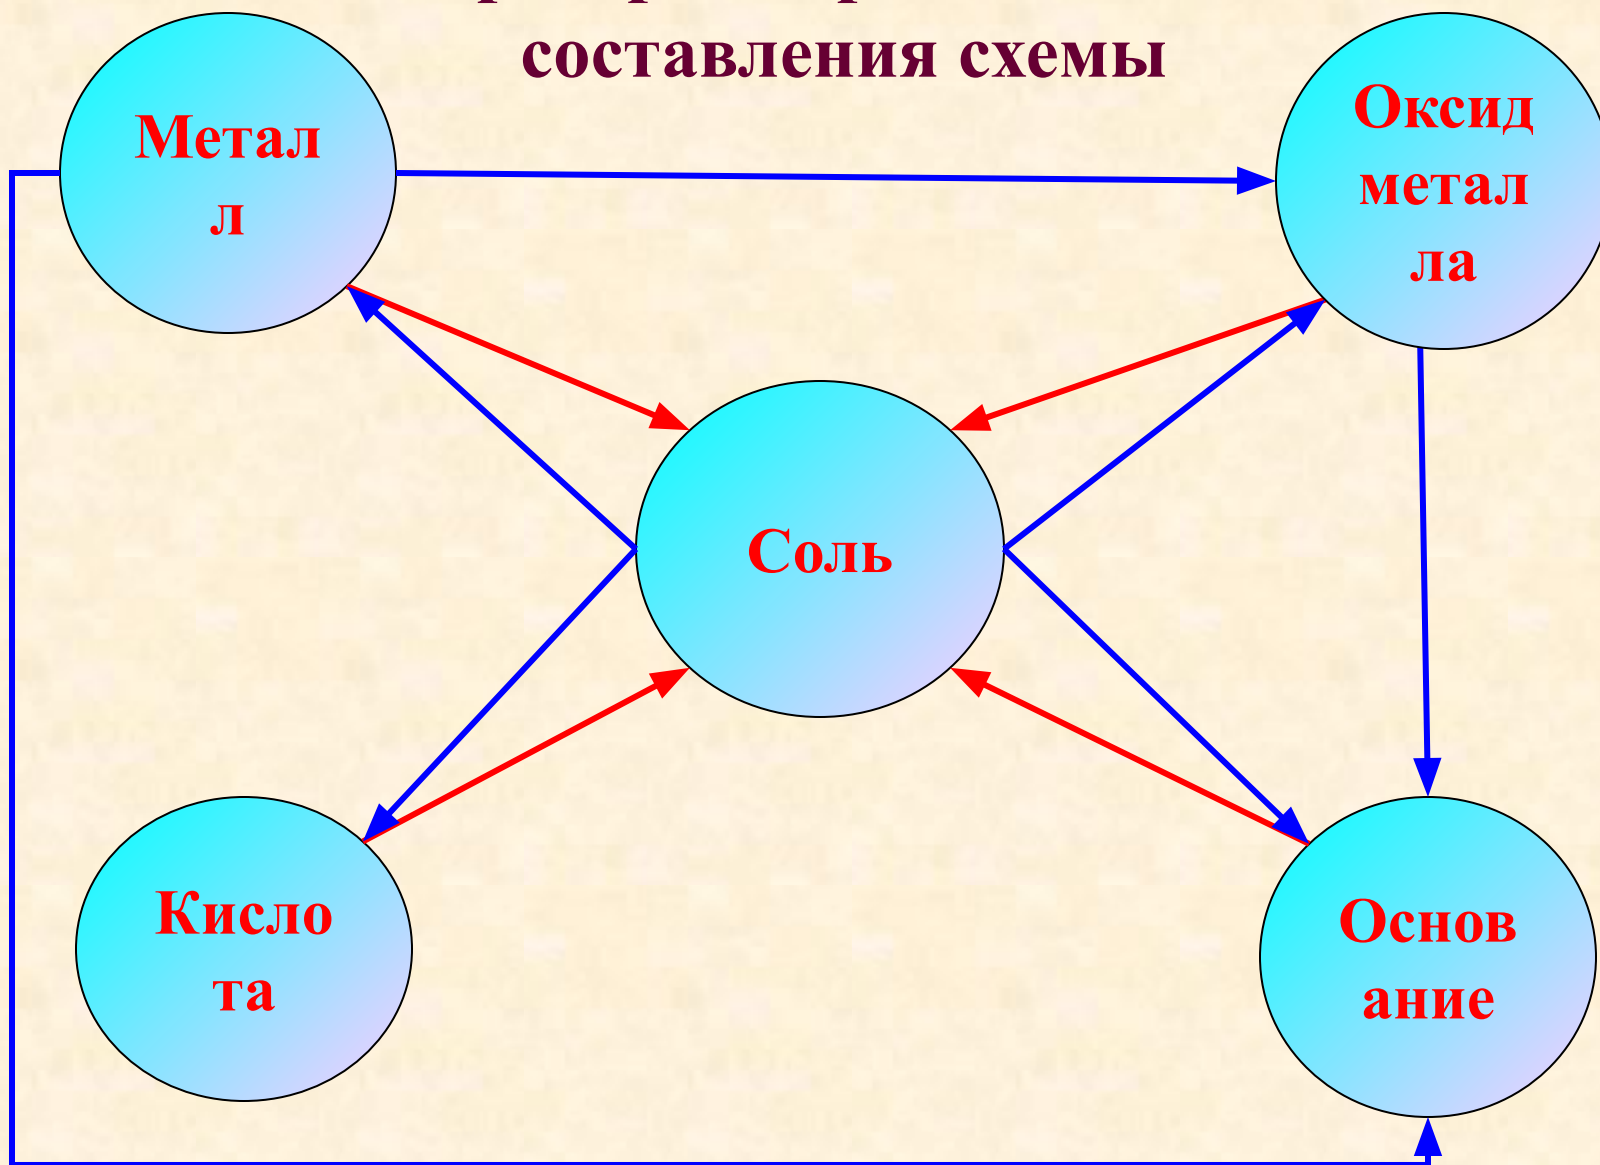 составления схемы
Метал
л
Оксид
метал
ла
Соль
Кисло
та
Основ
ание